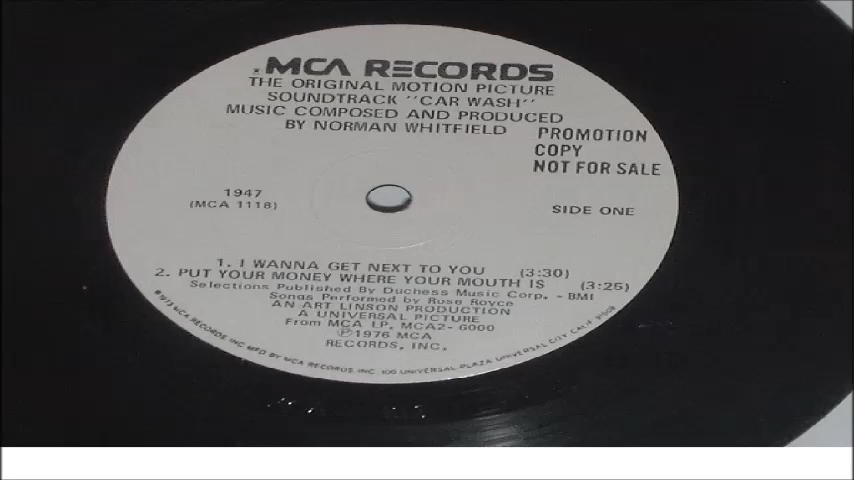 ★MCA RECORDS
THE ORIGINAL MOTION PICTURE
SOUNDTRACK "CAR WASH"
MUSIC COMPOSED AND PRODUCED
BY NORMAN WHITFIELD
PROMOTION
COPY
NOT FOR SALE
1947
(MCA 1118)
SIDE ONE
1. I WANNA GET NEXT TO YOU (3:30)
2. PUT YOUR MONEY WHERE YOUR MOUTH IS (3:25)
Selections Published By Duchess Music Corp. - BMI
Songs Performed by Rose Royce
AN ART LINSON PRODUCTION
A UNIVERSAL PICTURE
From MCA LP. MCA2-6000
Ⓟ1976 MCA
RECORDS, INC.
©1973 MCA RECORDS INC MFD BY MCA RECORDS INC. 100 UNIVERSAL PLAZA UNIVERSAL CITY CALIF. 91608